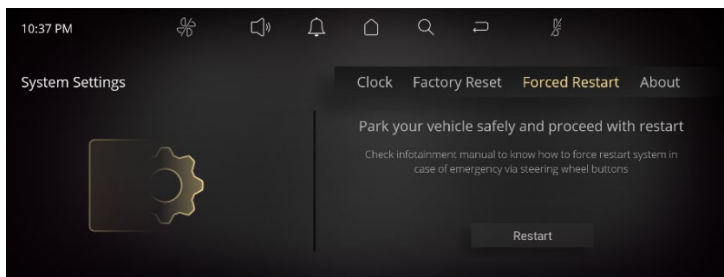 10:37 PM
System Settings
Clock Factory Reset Forced Restart About
Park your vehicle safely and proceed with restart
Check infotainment manual to know how to force restart system in
case of emergency via steering wheel buttons
Restart